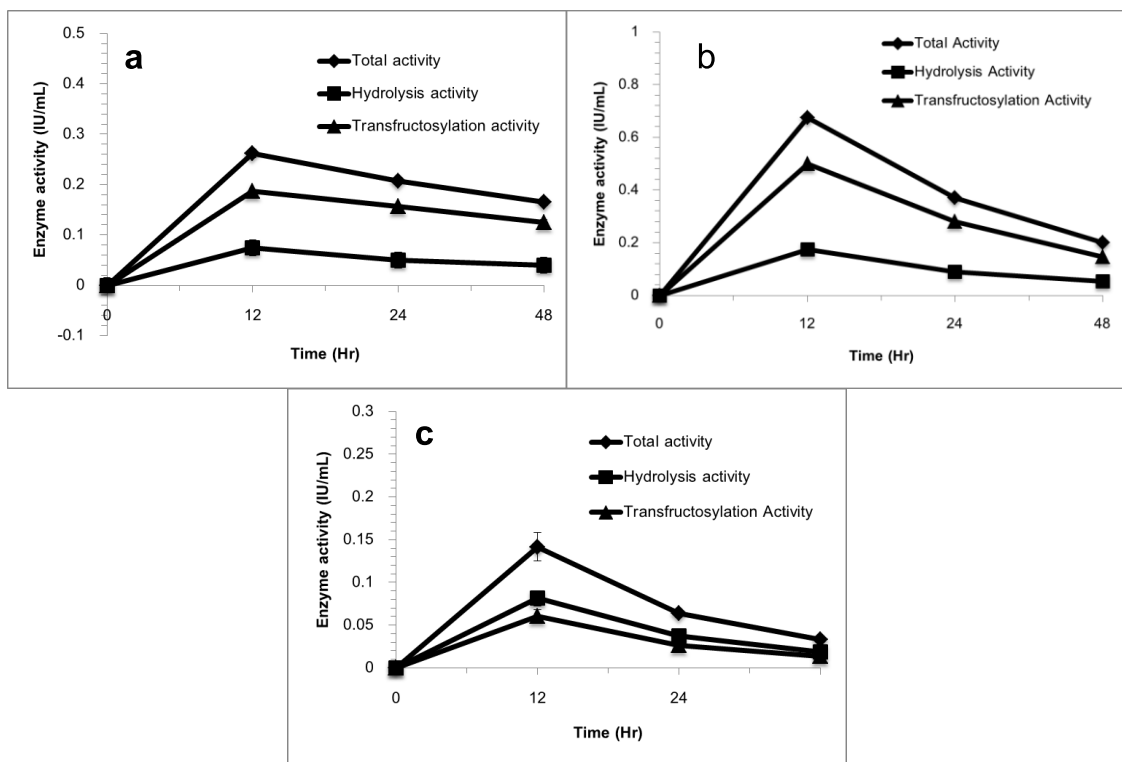 a
Total activity
Hydrolysis activity
Transfructosylation activity
Enzyme activity (IU/mL)
0.5
0.4
0.3
0.2
0.1
0
-0.1
0 12 24 48
Time (Hr)
b
Total Activity
Hydrolysis Activity
Transfructosylation Activity
Enzyme activity (IU/mL)
1
0.8
0.6
0.4
0.2
0
0 12 24 48
Time (Hr)
c
Total activity
Hydrolysis activity
Transfructosylation Activity
Enzyme activity (IU/mL)
0.3
0.25
0.2
0.15
0.1
0.05
0
0 12 24
Time (Hr)